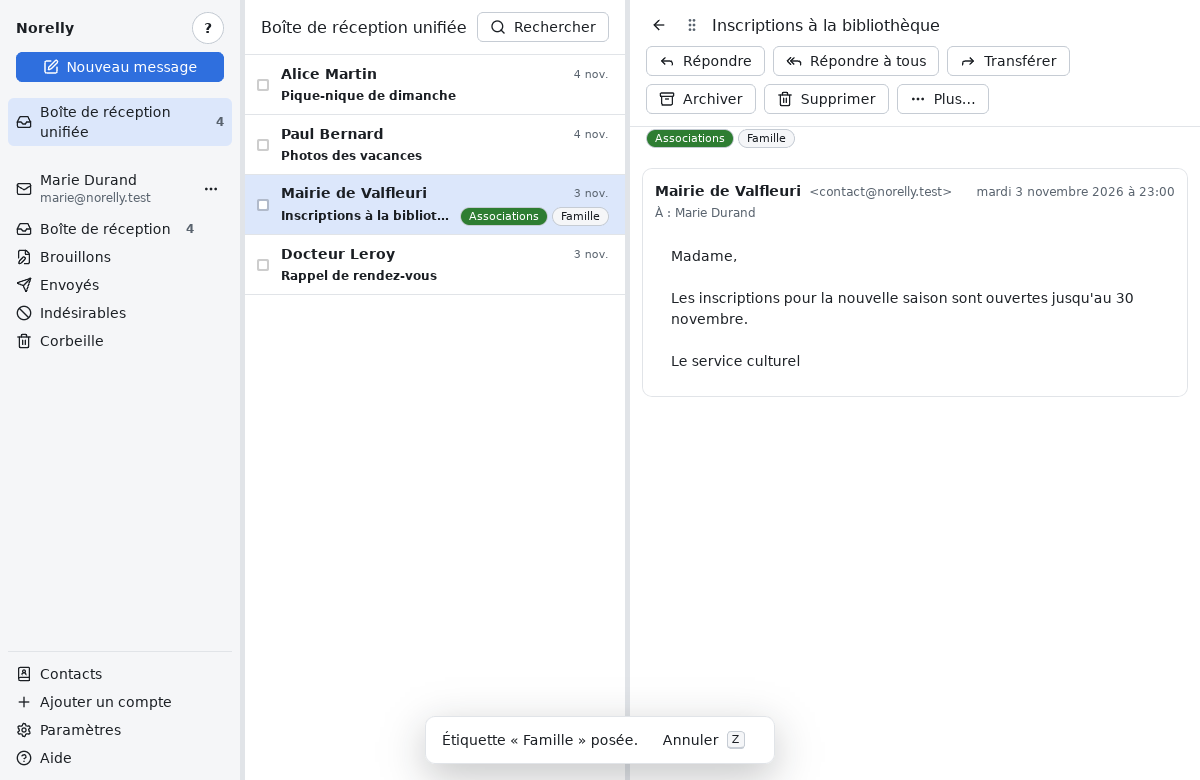 Norelly
?
Nouveau message
Boîte de réception unifiée
4
Marie Durand
marie@norelly.test
Boîte de réception 4
Brouillons
Envoyés
Indésirables
Corbeille
Contacts
Ajouter un compte
Paramètres
Aide
Boîte de réception unifiée
Rechercher
Alice Martin 4 nov.
Pique-nique de dimanche
Paul Bernard 4 nov.
Photos des vacances
Mairie de Valfleuri 3 nov.
Inscriptions à la bibliot... Associations Famille
Docteur Leroy 3 nov.
Rappel de rendez-vous
Inscriptions à la bibliothèque
Répondre Répondre à tous Transférer
Archiver Supprimer Plus...
Associations Famille
Mairie de Valfleuri <contact@norelly.test> mardi 3 novembre 2026 à 23:00
À : Marie Durand
Madame,
Les inscriptions pour la nouvelle saison sont ouvertes jusqu'au 30
novembre.
Le service culturel
Étiquette « Famille » posée. Annuler Z